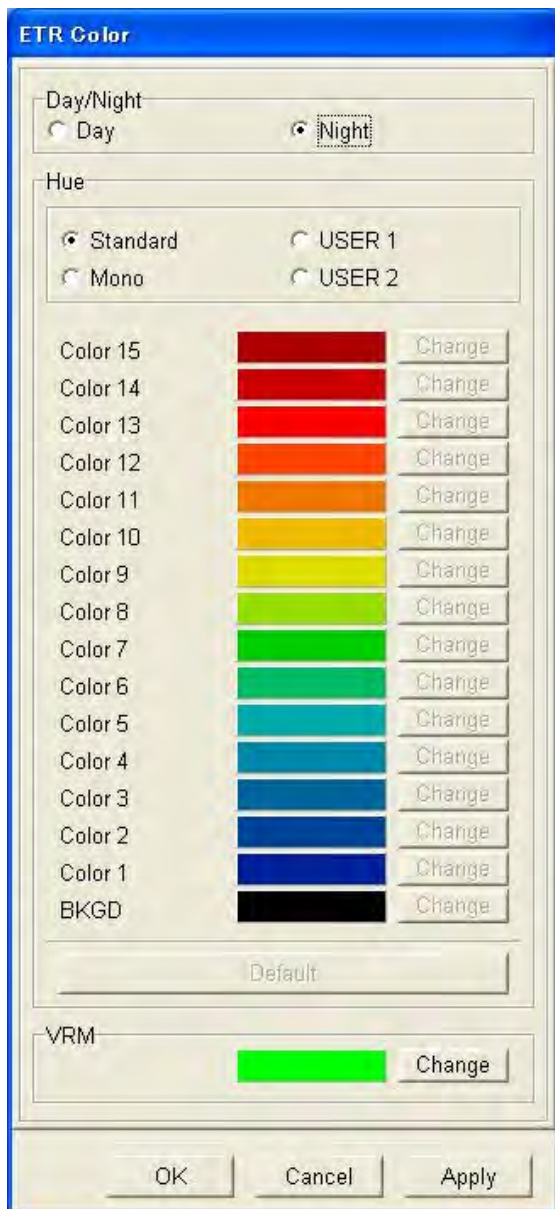 ETR Color
Day/Night
Day Night
Hue
Standard USER 1
Mono USER 2
Color 15 Change
Color 14 Change
Color 13 Change
Color 12 Change
Color 11 Change
Color 10 Change
Color 9 Change
Color 8 Change
Color 7 Change
Color 6 Change
Color 5 Change
Color 4 Change
Color 3 Change
Color 2 Change
Color 1 Change
BKGD Change
Default
VRM
Change
OK Cancel Apply